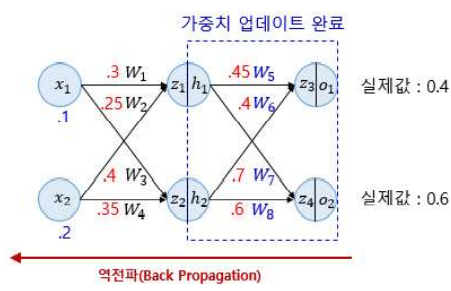 가중치 업데이트 완료
x₁ .3 W₁ z₁ h₁ .45 W₅ z₃ o₁ 실제값 : 0.4
.1 .25 W₂ .4 W₆
.4 W₃ .7 W₇
x₂ .35 W₄ z₂ h₂ .6 W₈ z₄ o₂ 실제값 : 0.6
.2
역전파(Back Propagation)